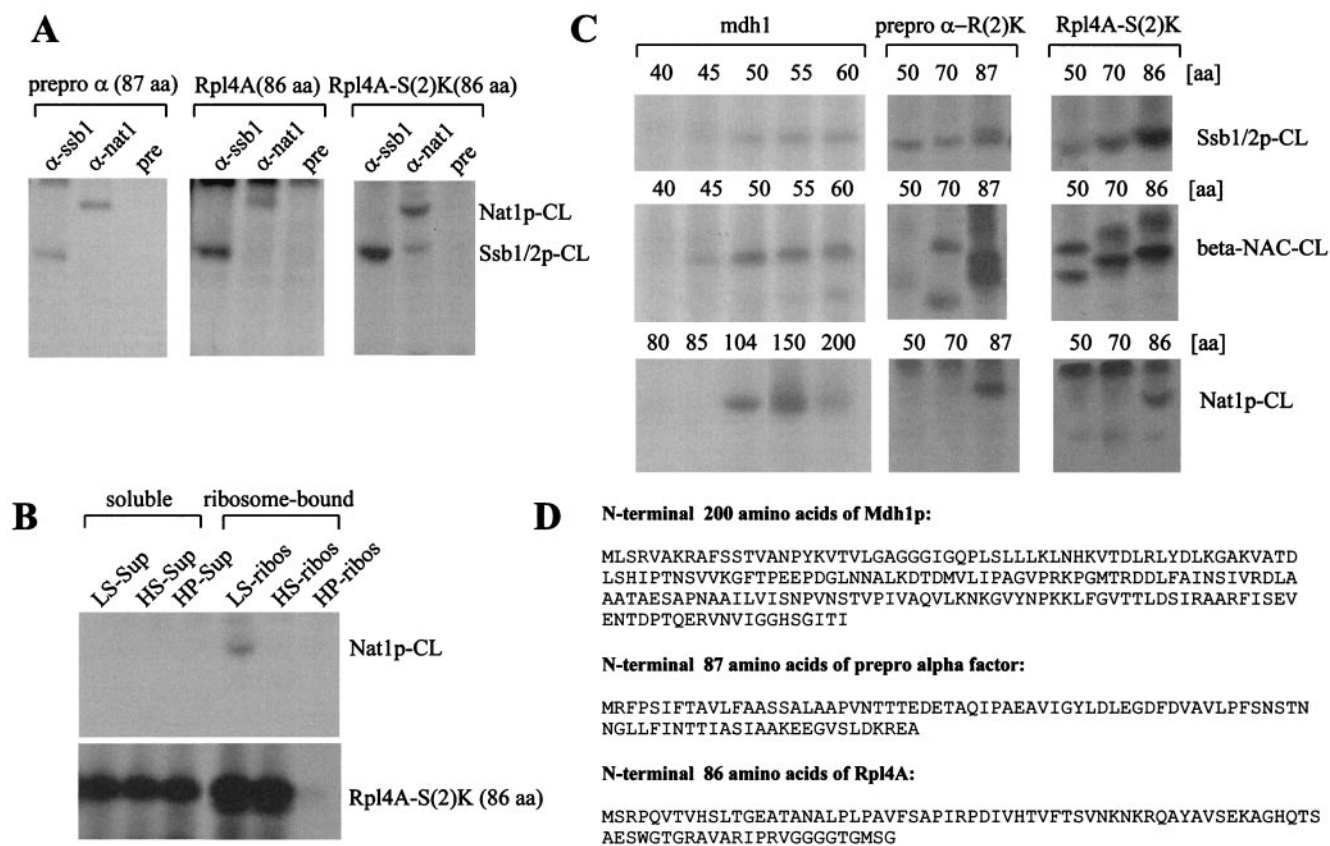 A
prepro α (87 aa) Rpl4A(86 aa) Rpl4A-S(2)K(86 aa)
α-ssb1 α-nat1 pre α-ssb1 α-nat1 pre α-ssb1 α-nat1 pre
Nat1p-CL
Ssb1/2p-CL
B
soluble ribosome-bound
LS-Sup HS-Sup HP-Sup LS-ribos HS-ribos HP-ribos
Nat1p-CL
Rpl4A-S(2)K (86 aa)
C
mdh1 prepro α–R(2)K Rpl4A-S(2)K
40 45 50 55 60 50 70 87 50 70 86 [aa]
Ssb1/2p-CL
40 45 50 55 60 50 70 87 50 70 86 [aa]
beta-NAC-CL
80 85 104 150 200 50 70 87 50 70 86 [aa]
Nat1p-CL
D
N-terminal 200 amino acids of Mdh1p:
MLSRVAKRAFSSTVANPYKVTVLGAGGGIGQPLSLLLKLNHKVTDLRLYDLKGAKVATD
LSHIPTNSVVKGFTPEEPDGLNNALKDTDMVLIPAGVPRKPGMTRDDLFAINSIVRDLA
AATAESAPNAAILVISNPVNSTVPIVAQVLKNKGVYNPKKLFGVTTLDSIRAARFISEV
ENTDPTQERVNVIGGHSGITI
N-terminal 87 amino acids of prepro alpha factor:
MRFPSIFTAVLFAASSALAAPVNTTTEDETAQIPAEAVIGYLDLEGDFDVAVLPFSNSTN
NGLLFINTTIASIAAKEEGVSLDKREA
N-terminal 86 amino acids of Rpl4A:
MSRPQVTVHSLTGEATANALPLPAVFSAPIRPDIVHTVFTSVNKNKRQAYAVSEKAGHQTS
AESWGTGRAVARIPRVGGGGTGMSG